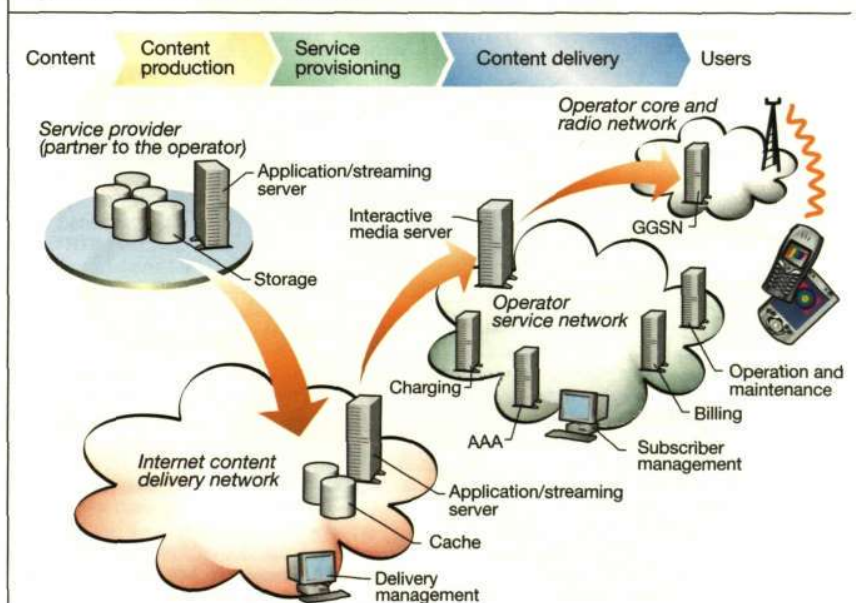 Content
Content
production
Service
provisioning
Content delivery
Users
Service provider
(partner to the operator)
Application/streaming
server
Storage
Operator core and
radio network
GGSN
Interactive
media server
Operator
service network
Charging
AAA
Subscriber
management
Billing
Operation and
maintenance
Internet content
delivery network
Application/streaming
server
Cache
Delivery
management